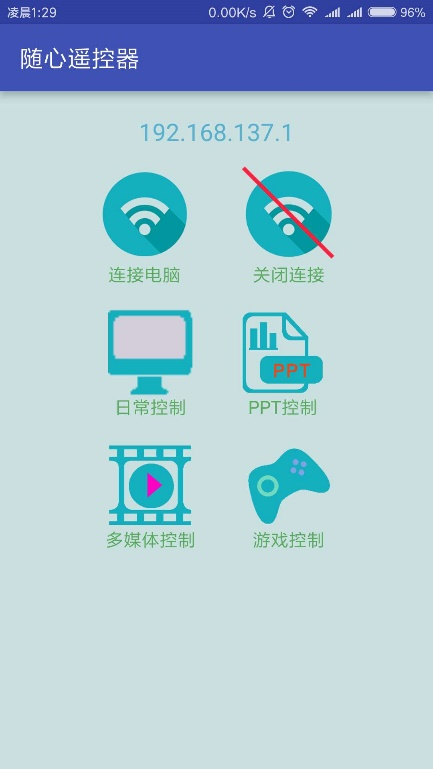 凌晨1:29 0.00K/s 96%
随心遥控器
192.168.137.1
连接电脑 关闭连接
PPT
日常控制 PPT控制
多媒体控制 游戏控制